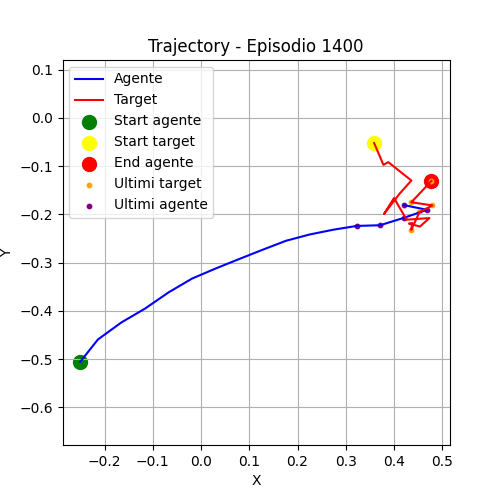 Trajectory - Episodio 1400
Agente
Target
Start agente
Start target
End agente
Ultimi target
Ultimi agente
0.1
0.0
−0.1
−0.2
−0.3
−0.4
−0.5
−0.6
Y
−0.2
−0.1
0.0
0.1
0.2
0.3
0.4
0.5
X